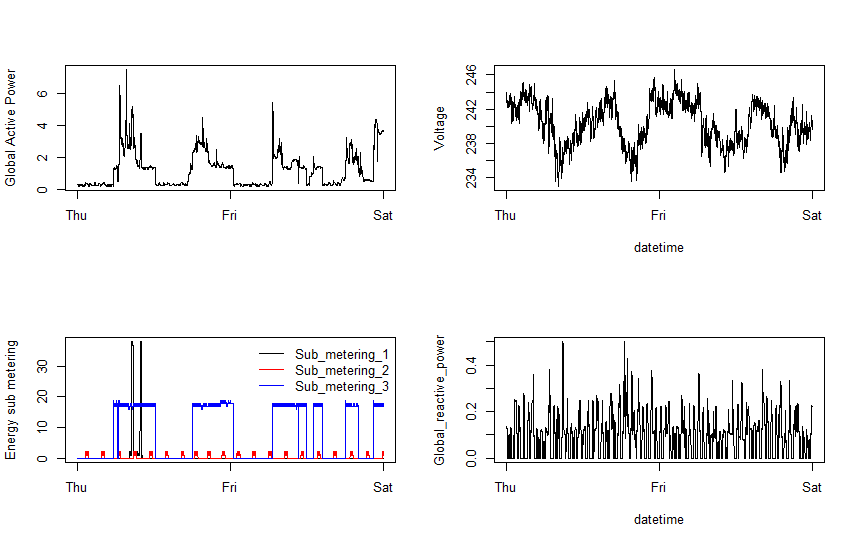 Global Active Power
6
4
2
0
Thu Fri Sat
Voltage
246
242
238
234
Thu Fri Sat
datetime
Energy sub metering
30
20
10
0
Sub_metering_1
Sub_metering_2
Sub_metering_3
Thu Fri Sat
Global_reactive_power
0.4
0.2
0.0
Thu Fri Sat
datetime